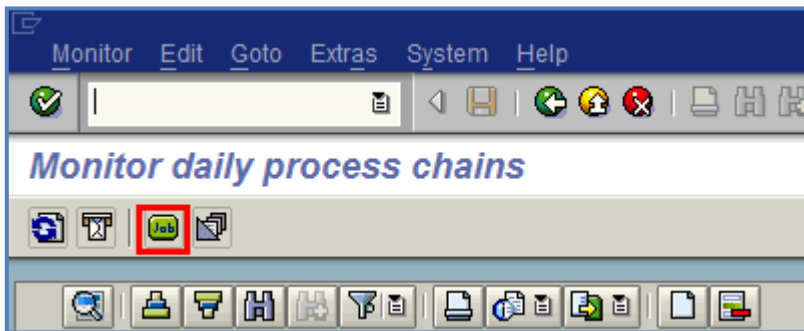 Monitor Edit Goto Extras System Help
Monitor daily process chains
Job